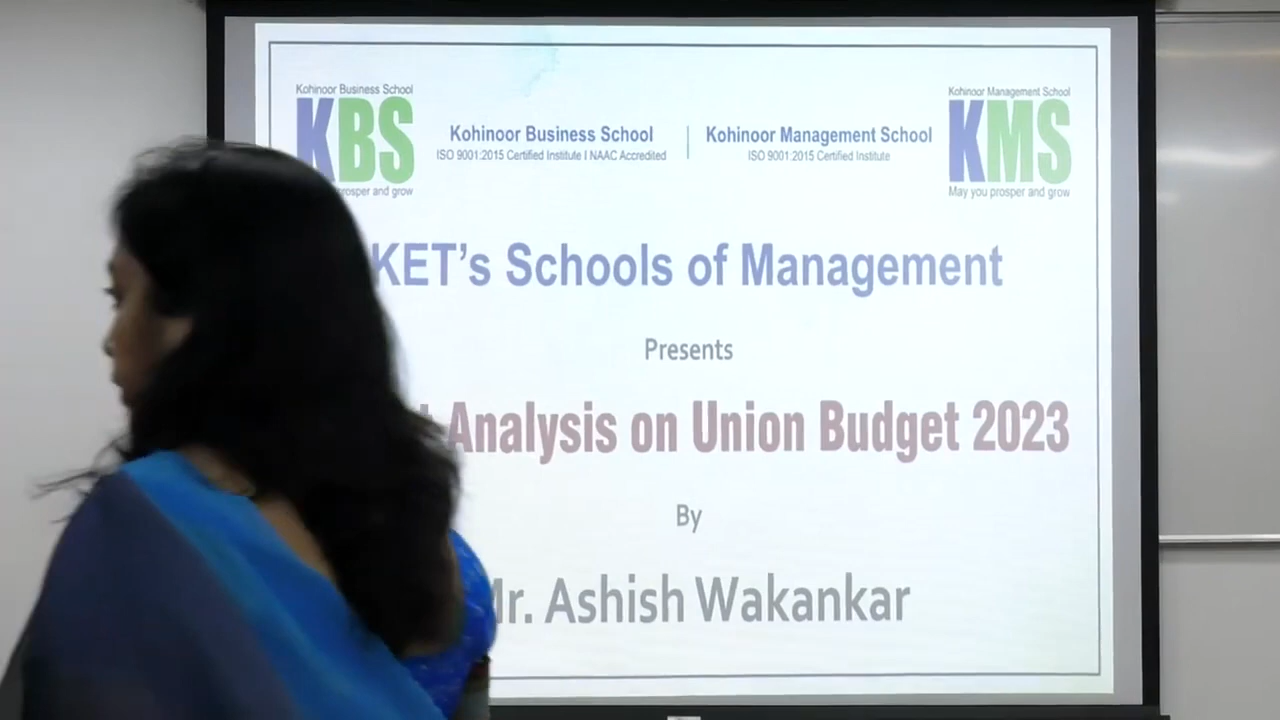 Kohinoor Business School
KBS
prosper and grow
Kohinoor Business School
ISO 9001:2015 Certified Institute I NAAC Accredited
Kohinoor Management School
ISO 9001:2015 Certified Institute
Kohinoor Management School
KMS
May you prosper and grow
KET's Schools of Management
Presents
Analysis on Union Budget 2023
By
Mr. Ashish Wakankar